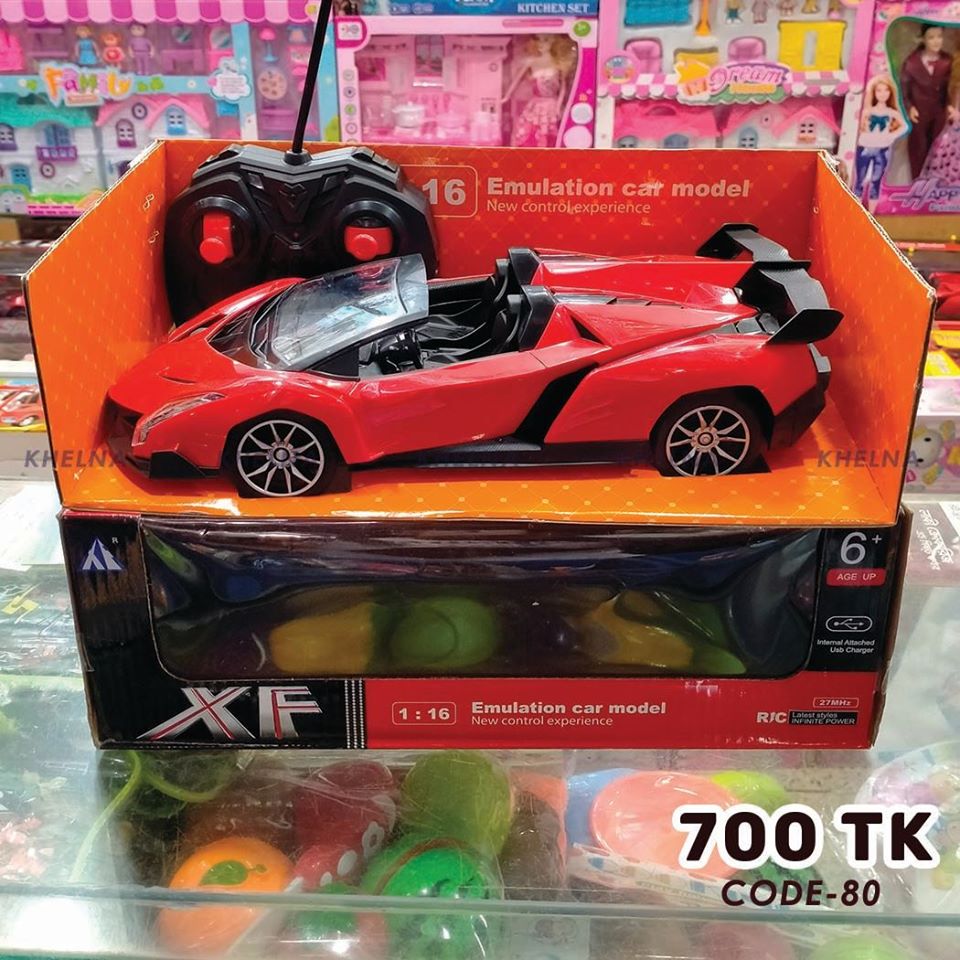 KITCHEN SET
Family
Dream
16
Emulation car model
New control experience
KHELNA
KHELNA
R
6+
AGE UP
Internal Attached
Usb Charger
XF
1:16
Emulation car model
New control experience
27MHz
R/C
Latest styles
INFINITE POWER
700 TK
CODE-80